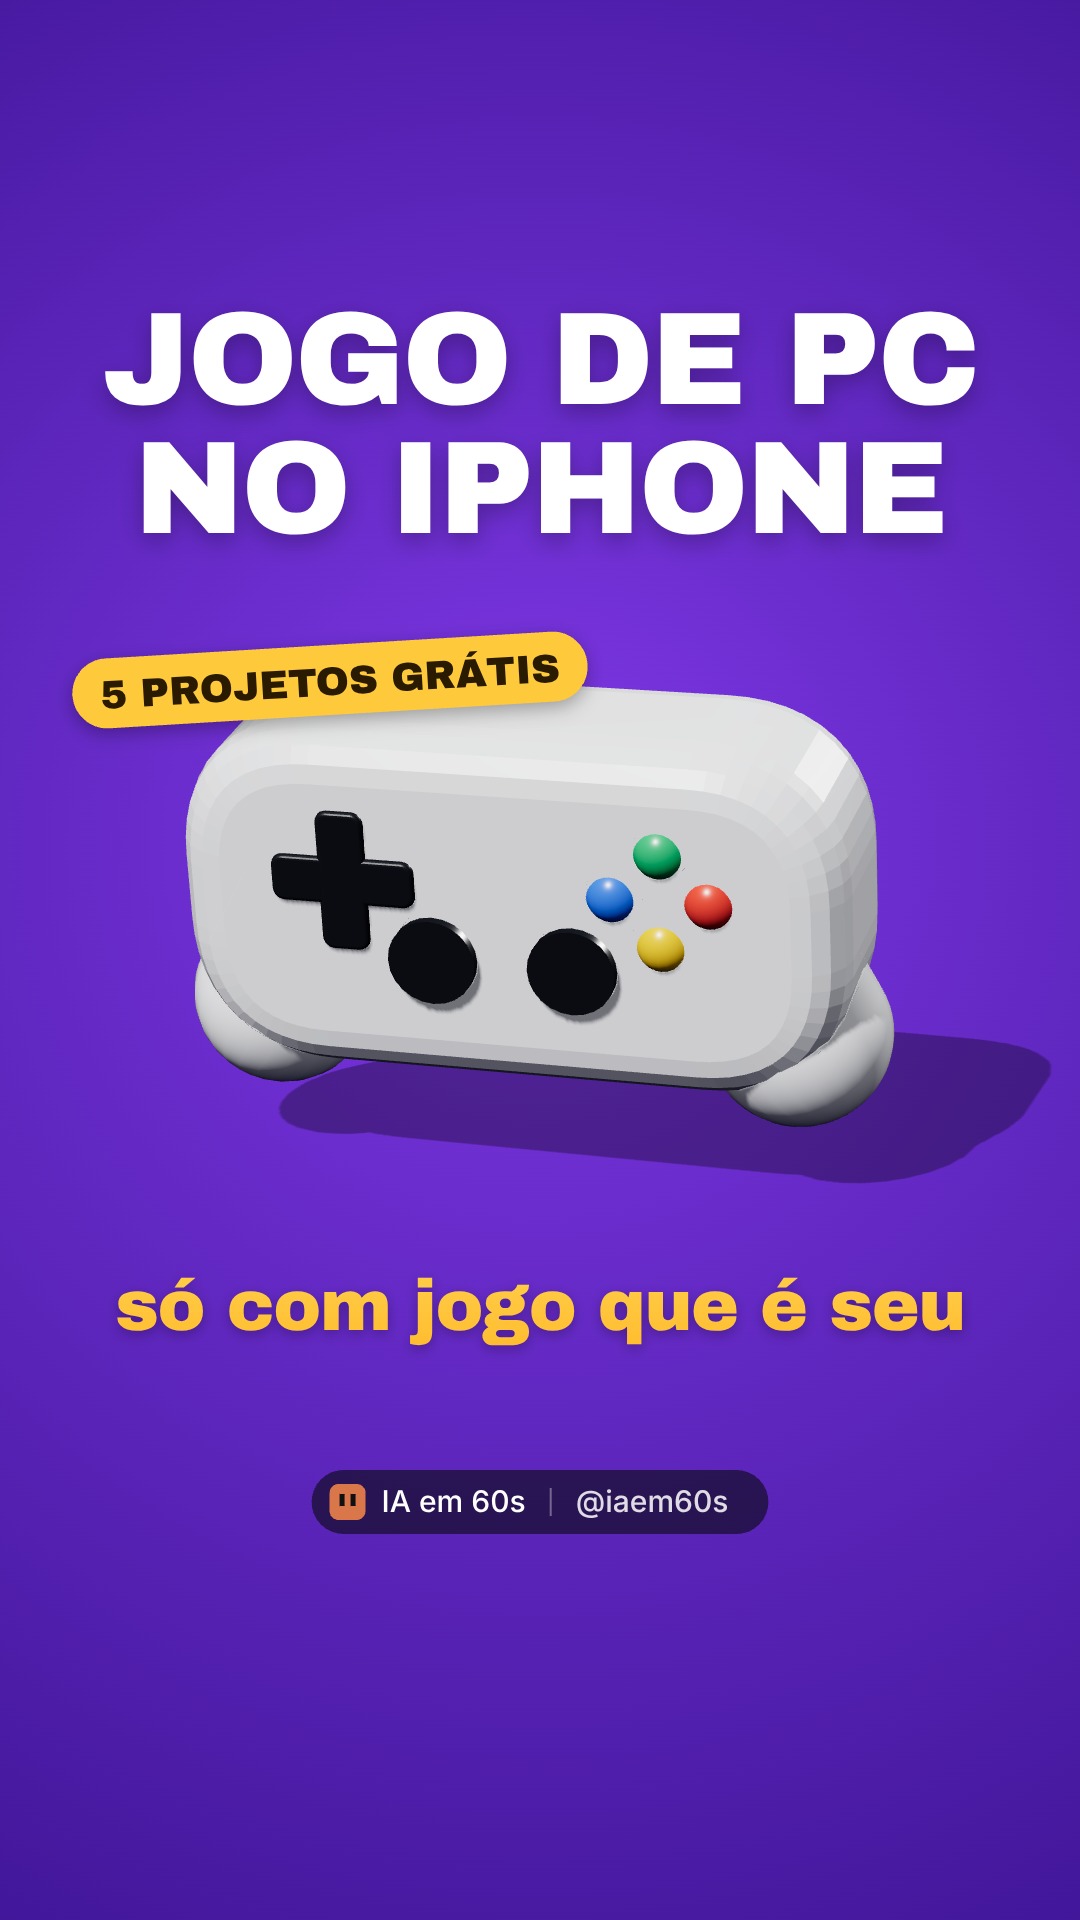 JOGO DE PC
NO IPHONE
5 PROJETOS GRÁTIS
só com jogo que é seu
IA em 60s | @iaem60s